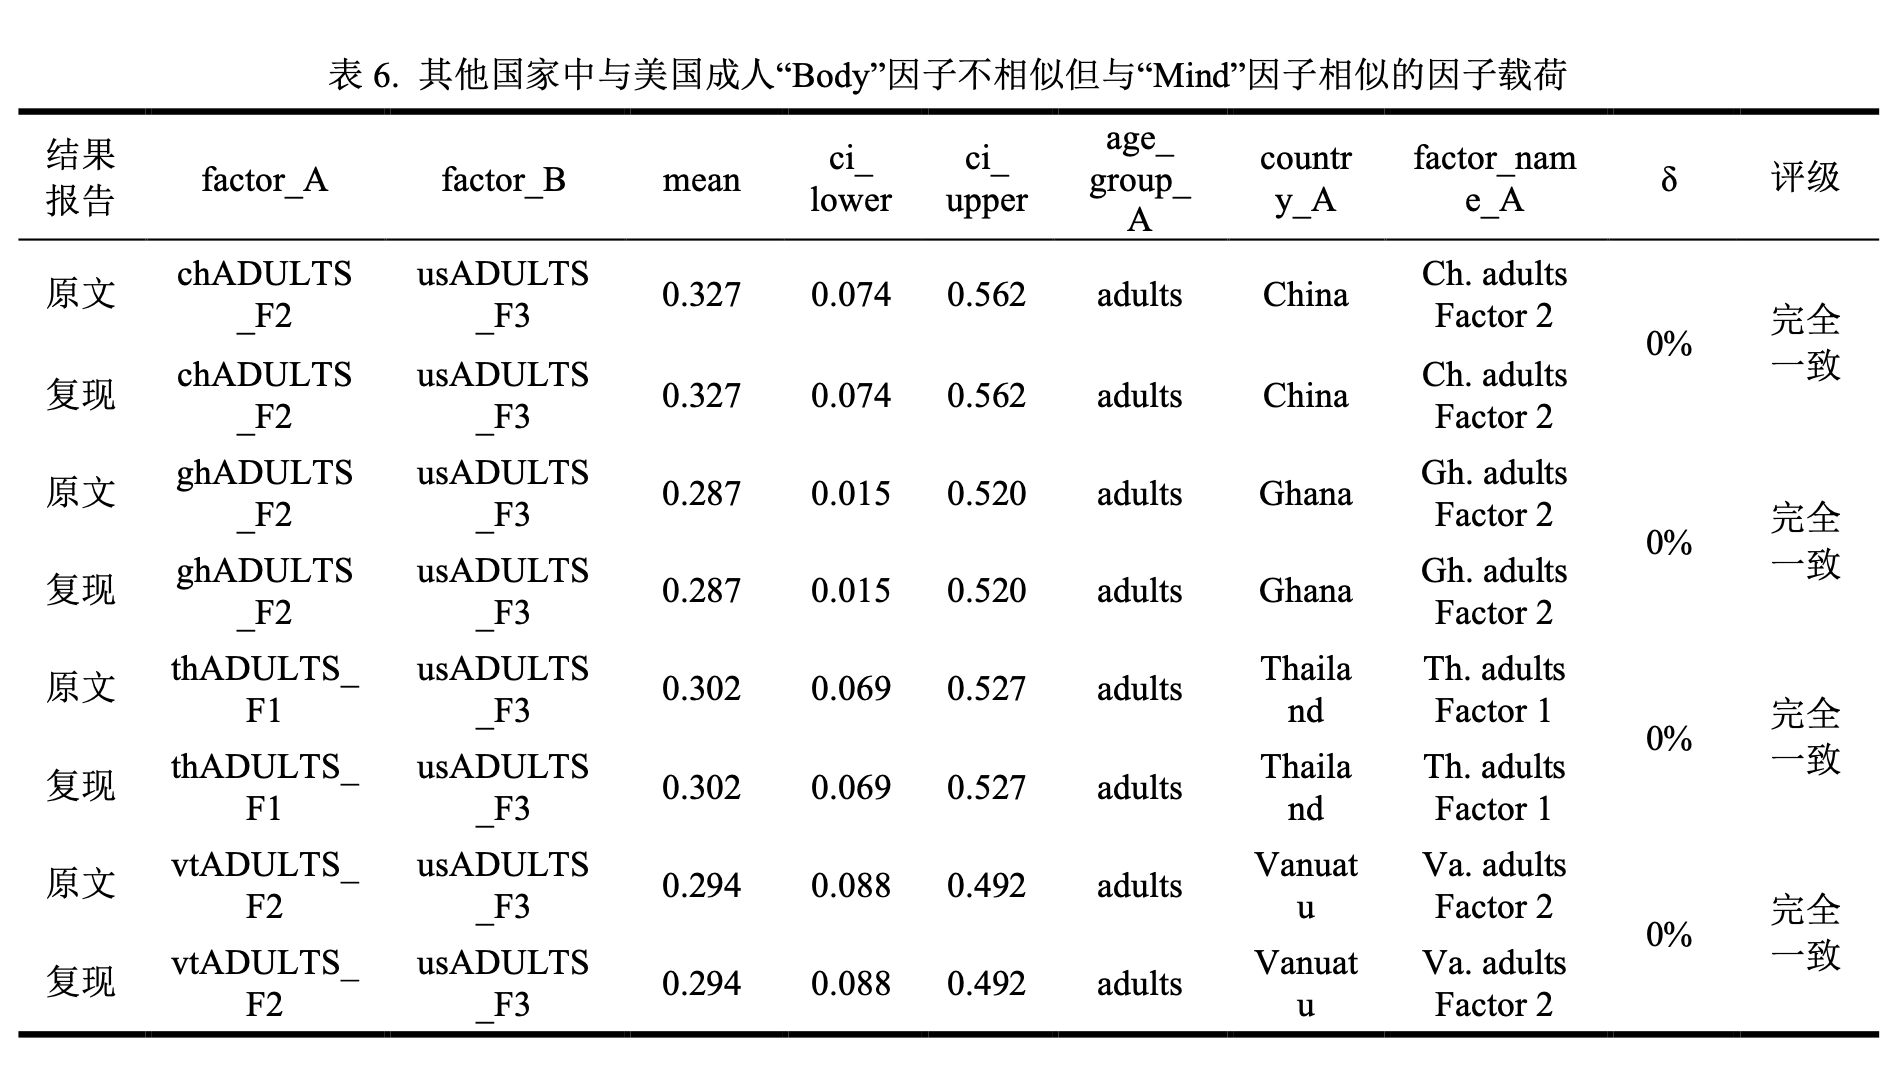 表 6. 其他国家中与美国成人“Body”因子不相似但与“Mind”因子相似的因子载荷
结果报告 factor_A factor_B mean ci_lower ci_upper age_group_A country_A factor_name_A δ 评级
原文 chADULTS_F2 usADULTS_F3 0.327 0.074 0.562 adults China Ch. adults Factor 2 0% 完全一致
复现 chADULTS_F2 usADULTS_F3 0.327 0.074 0.562 adults China Ch. adults Factor 2
原文 ghADULTS_F2 usADULTS_F3 0.287 0.015 0.520 adults Ghana Gh. adults Factor 2 0% 完全一致
复现 ghADULTS_F2 usADULTS_F3 0.287 0.015 0.520 adults Ghana Gh. adults Factor 2
原文 thADULTS_F1 usADULTS_F3 0.302 0.069 0.527 adults Thailand Th. adults Factor 1 0% 完全一致
复现 thADULTS_F1 usADULTS_F3 0.302 0.069 0.527 adults Thailand Th. adults Factor 1
原文 vtADULTS_F2 usADULTS_F3 0.294 0.088 0.492 adults Vanuatu Va. adults Factor 2 0% 完全一致
复现 vtADULTS_F2 usADULTS_F3 0.294 0.088 0.492 adults Vanuatu Va. adults Factor 2